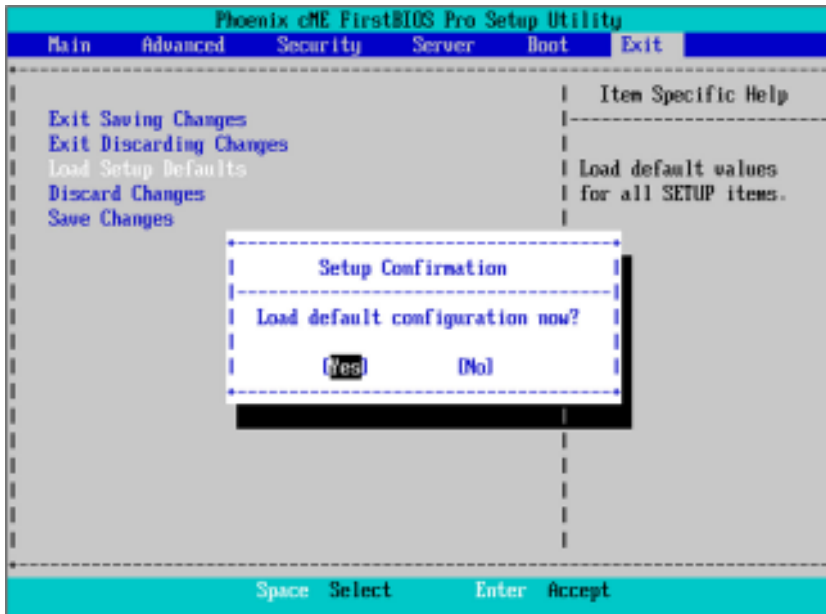 Phoenix cME FirstBIOS Pro Setup Utility
Main Advanced Security Server Boot Exit
Item Specific Help
Exit Saving Changes
Exit Discarding Changes
Load Setup Defaults
Discard Changes
Save Changes
Load default values
for all SETUP items.
Setup Confirmation
Load default configuration now?
[Yes] [No]
Space Select Enter Accept